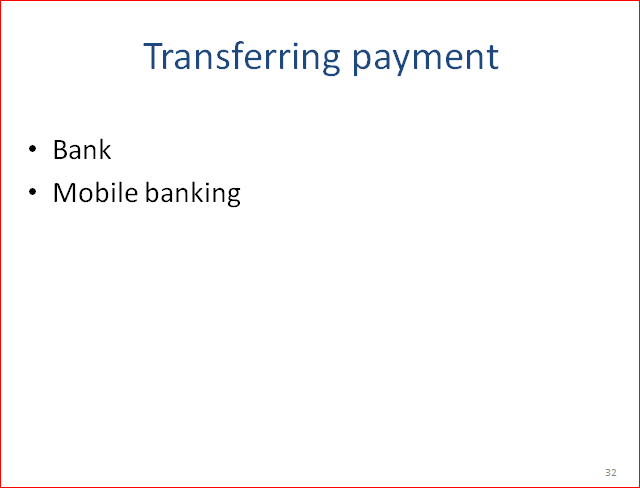 Transferring payment
• Bank
• Mobile banking
32